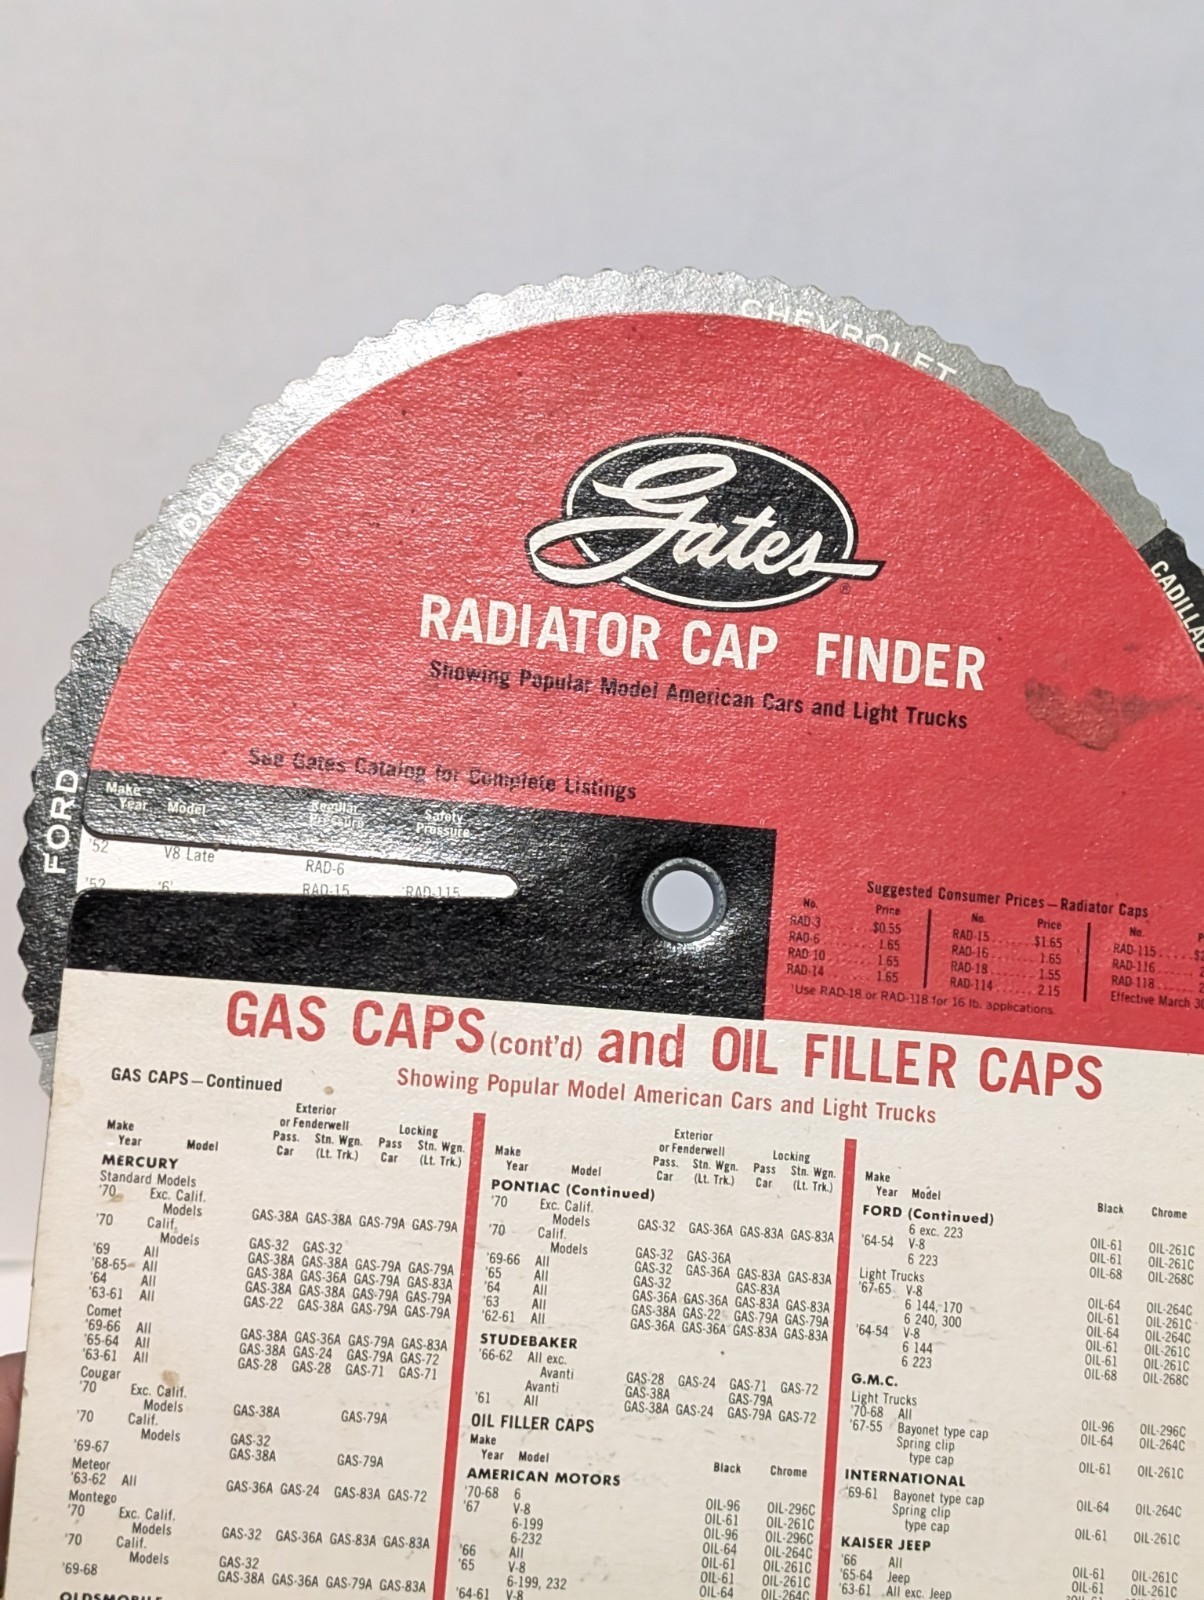 CHEVROLET
DODGE
CADILLAC
FORD
Gates ®
RADIATOR CAP FINDER
Showing Popular Model American Cars and Light Trucks
See Gates Catalog for Complete Listings
Make Year Model Regular Pressure Safety Pressure
'52 V8 Late RAD-6
'52 '6' RAD-15 RAD-115
Suggested Consumer Prices—Radiator Caps
No. Price No. Price No.
RAD-3 $0.55 RAD-15 $1.65 RAD-115
RAD-6 1.65 RAD-16 1.65 RAD-116
RAD-10 1.65 RAD-18 1.55 RAD-118
RAD-14 1.65 RAD-114 2.15 Effective March
'Use RAD-18 or RAD-118 for 16 lb. applications.
GAS CAPS (cont'd) and OIL FILLER CAPS
Showing Popular Model American Cars and Light Trucks
GAS CAPS—Continued
Exterior or Fenderwell Locking
Make Year Model Pass. Car Stn. Wgn. (Lt. Trk.) Pass Car Stn. Wgn. (Lt. Trk.)
MERCURY
Standard Models
'70 Exc. Calif.
Models GAS-38A GAS-38A GAS-79A GAS-79A
'70 Calif.
Models GAS-32 GAS-32
'69 All GAS-38A GAS-38A GAS-79A GAS-79A
'68-65 All GAS-38A GAS-36A GAS-79A GAS-83A
'64 All GAS-38A GAS-38A GAS-79A GAS-79A
'63-61 All GAS-22 GAS-38A GAS-79A GAS-79A
Comet
'69-66 All GAS-38A GAS-36A GAS-79A GAS-83A
'65-64 All GAS-38A GAS-24 GAS-79A GAS-72
'63-61 All GAS-28 GAS-28 GAS-71 GAS-71
Cougar
'70 Exc. Calif.
Models GAS-38A GAS-79A
'70 Calif.
Models GAS-32
'69-67 GAS-38A GAS-79A
Meteor
'63-62 All GAS-36A GAS-24 GAS-83A GAS-72
Montego
'70 Exc. Calif.
Models GAS-32 GAS-36A GAS-83A GAS-83A
'70 Calif.
Models GAS-32
'69-68 GAS-38A GAS-36A GAS-79A GAS-83A
OLDSMOBILE
Exterior or Fenderwell Locking
Make Year Model Pass. Car Stn. Wgn. (Lt. Trk.) Pass Car Stn. Wgn. (Lt. Trk.)
PONTIAC (Continued)
'70 Exc. Calif.
Models GAS-32 GAS-36A GAS-83A GAS-83A
'70 Calif.
Models GAS-32 GAS-36A
'69-66 All GAS-32 GAS-36A GAS-83A GAS-83A
'65 All GAS-32 GAS-83A
'64 All GAS-36A GAS-36A GAS-83A GAS-83A
'63 All GAS-38A GAS-22 GAS-79A GAS-79A
'62-61 All GAS-36A GAS-36A GAS-83A GAS-83A
STUDEBAKER
'66-62 All exc.
Avanti GAS-28 GAS-24 GAS-71 GAS-72
Avanti GAS-38A GAS-79A
'61 All GAS-38A GAS-24 GAS-79A GAS-72
OIL FILLER CAPS
Make Year Model Black Chrome
AMERICAN MOTORS
'70-68 6 OIL-96 OIL-296C
'67 V-8 OIL-61 OIL-261C
6-199 OIL-96 OIL-296C
6-232 OIL-64 OIL-264C
'66 All OIL-61 OIL-261C
'65 V-8 OIL-61 OIL-261C
6-199, 232 OIL-64 OIL-264C
'64-61 V-8
Make Year Model Black Chrome
FORD (Continued)
6 exc. 223 OIL-61 OIL-261C
'64-54 V-8 OIL-61 OIL-261C
6 223 OIL-68 OIL-268C
Light Trucks
'67-65 V-8 OIL-64 OIL-264C
6 144, 170 OIL-61 OIL-261C
6 240, 300 OIL-64 OIL-264C
'64-54 V-8 OIL-61 OIL-261C
6 144 OIL-61 OIL-261C
6 223 OIL-68 OIL-268C
G.M.C.
Light Trucks
'70-68 All OIL-96 OIL-296C
'67-55 Bayonet type cap OIL-64 OIL-264C
Spring clip
type cap OIL-61 OIL-261C
INTERNATIONAL
'69-61 Bayonet type cap OIL-64 OIL-264C
Spring clip
type cap OIL-61 OIL-261C
KAISER JEEP
'66 All OIL-61 OIL-261C
'65-64 Jeep OIL-61 OIL-261C
'63-61 All exc. Jeep